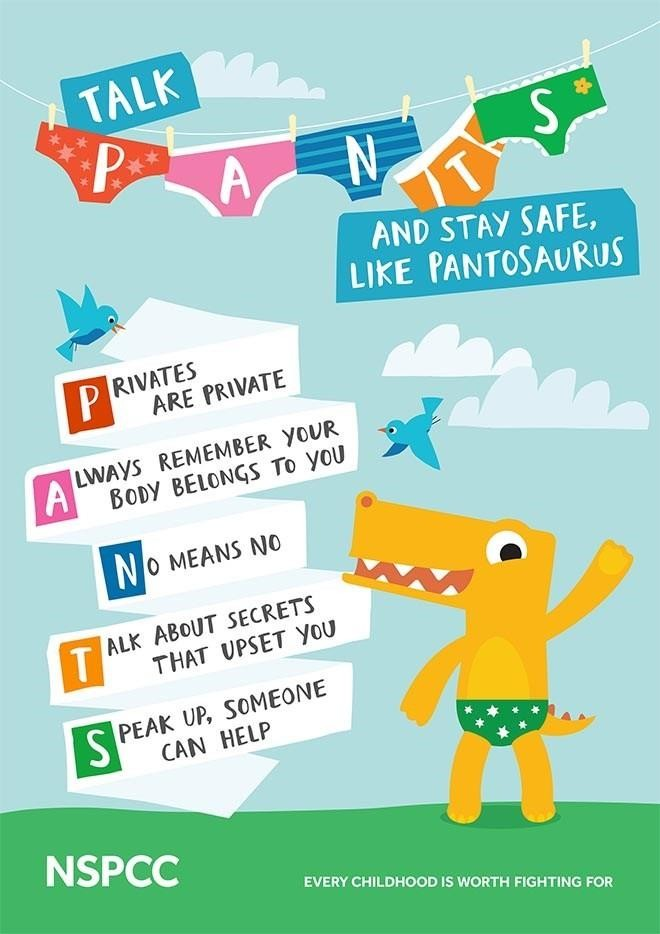 TALK
PANTS
AND STAY SAFE,
LIKE PANTOSAURUS
PRIVATES
ARE PRIVATE
ALWAYS REMEMBER YOUR
BODY BELONGS TO YOU
NO MEANS NO
TALK ABOUT SECRETS
THAT UPSET YOU
SPEAK UP, SOMEONE
CAN HELP
NSPCC
EVERY CHILDHOOD IS WORTH FIGHTING FOR